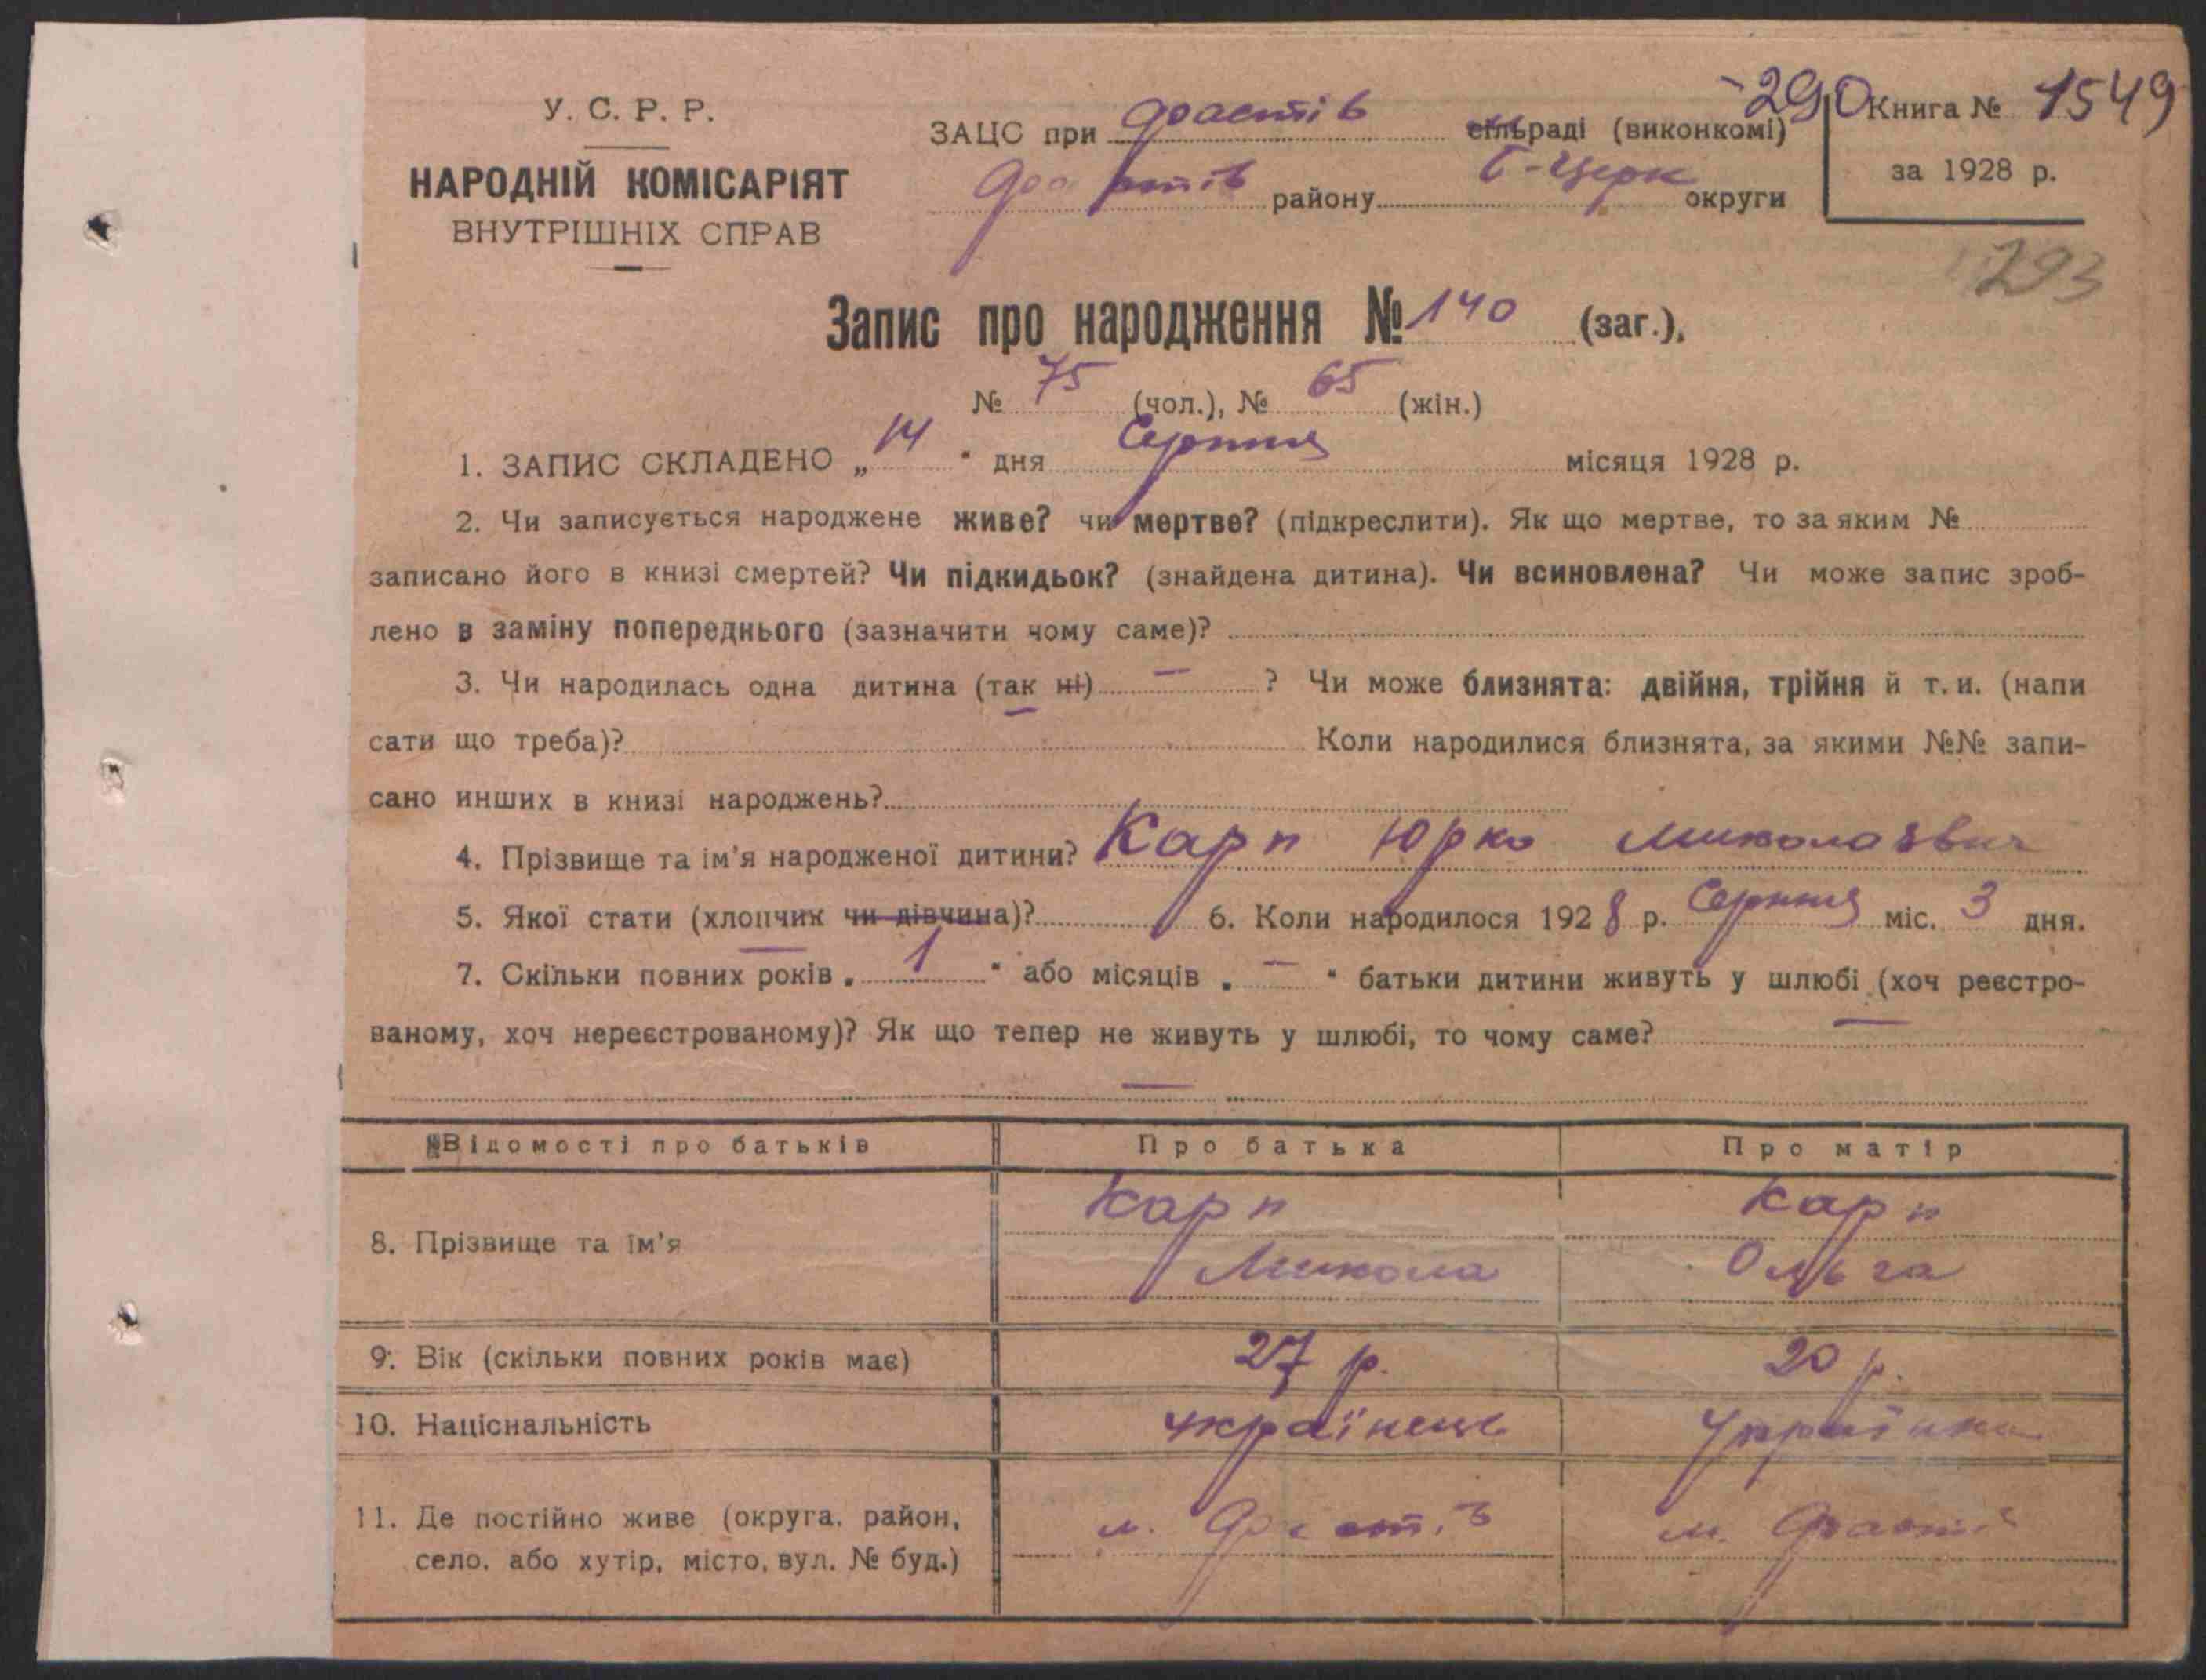 У. С. Р. Р.
НАРОДНІЙ КОМІСАРІЯТ
ВНУТРІШНІХ СПРАВ
290
ЗАЦС при Фастів сільраді (виконкомі)
Фастів району Б-Церк округи
Книга № 1549
за 1928 р.
293
Запис про народження № 140 (заг.),
№ 75 (чол.), № 65 (жін.)
1. ЗАПИС СКЛАДЕНО „ 14 " дня Серпня місяця 1928 р.
2. Чи записується народжене живе? чи мертве? (підкреслити). Як що мертве, то за яким №
записано його в книзі смертей? Чи підкидьок? (знайдена дитина). Чи всиновлена? Чи може запис зроб-
лено в заміну попереднього (зазначити чому саме)?
3. Чи народилась одна дитина (так ні) — ? Чи може близнята: двійня, трійня й т. и. (напи
сати що треба)? Коли народилися близнята, за якими №№ запи-
сано инших в книзі народжень?
4. Прізвище та ім'я народженої дитини? Карп Юрко Миколаєвич
5. Якої стати (хлопчик чи дівчина)? 6. Коли народилося 1928 р. Серпня міс. 3 дня.
7. Скільки повних років „ 1 " або місяців „ — " батьки дитини живуть у шлюбі (хоч реєстро-
ваному, хоч нереєстрованому)? Як що тепер не живуть у шлюбі, то чому саме?
—
Відомості про батьків Про батька Про матір
8. Прізвище та ім'я Карп Микола Карп Ольга
9. Вік (скільки повних років має) 27 р. 20 р.
10. Національність українець Українка
11. Де постійно живе (округа, район,
село, або хутір, місто, вул. № буд.) м. Фастів м. Фастів